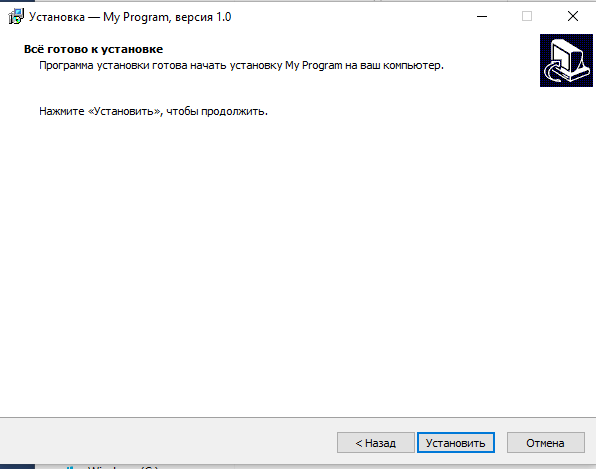 Установка — My Program, версия 1.0
Всё готово к установке
Программа установки готова начать установку My Program на ваш компьютер.
Нажмите «Установить», чтобы продолжить.
< Назад
Установить
Отмена